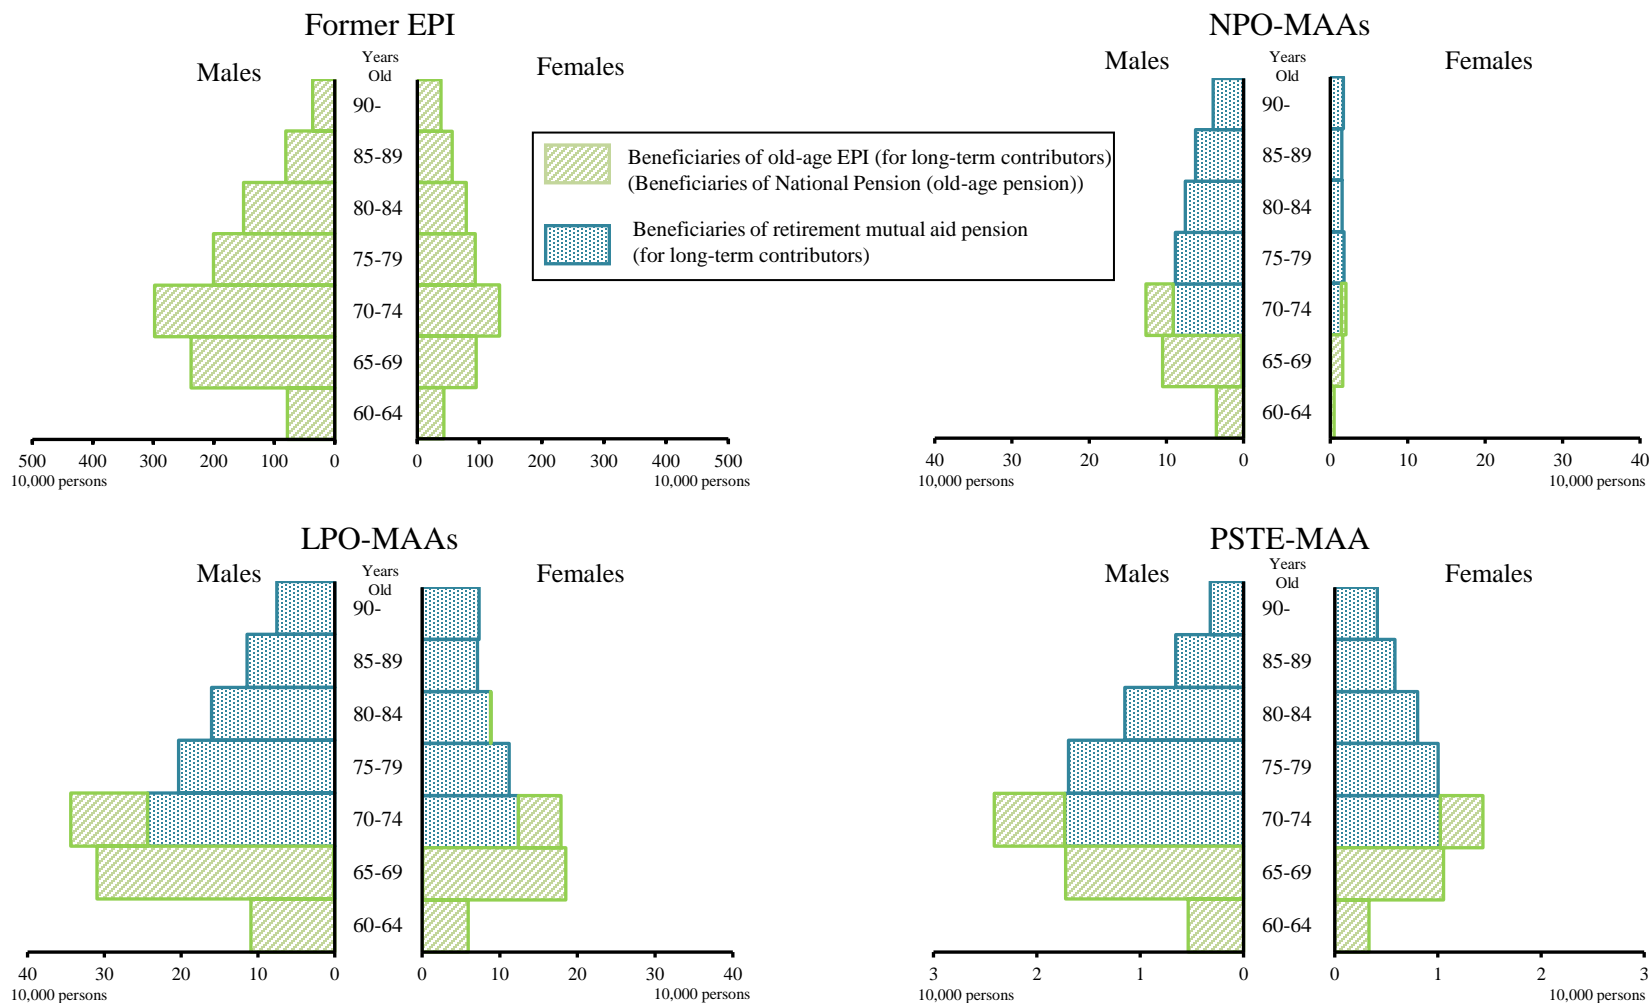 Former EPI
Males
Years
Old
Females
90-
85-89
80-84
75-79
70-74
65-69
60-64
500 400 300 200 100 0
0 100 200 300 400 500
10,000 persons
10,000 persons
Beneficiaries of old-age EPI (for long-term contributors)
(Beneficiaries of National Pension (old-age pension))
Beneficiaries of retirement mutual aid pension
(for long-term contributors)
NPO-MAAs
Males
Years
Old
Females
90-
85-89
80-84
75-79
70-74
65-69
60-64
40 30 20 10 0
0 10 20 30 40
10,000 persons
10,000 persons
LPO-MAAs
Males
Years
Old
Females
90-
85-89
80-84
75-79
70-74
65-69
60-64
40 30 20 10 0
0 10 20 30 40
10,000 persons
10,000 persons
PSTE-MAA
Males
Years
Old
Females
90-
85-89
80-84
75-79
70-74
65-69
60-64
3 2 1 0
0 1 2 3
10,000 persons
10,000 persons